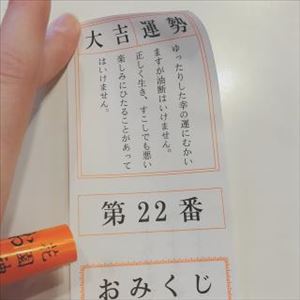 大吉運勢
ゆったりした幸の運にむかい
ますが油断はいけません。
正しく生き、すこしでも悪い
楽しみにひたることがあって
はいけません。
第22番
おみくじ
花園